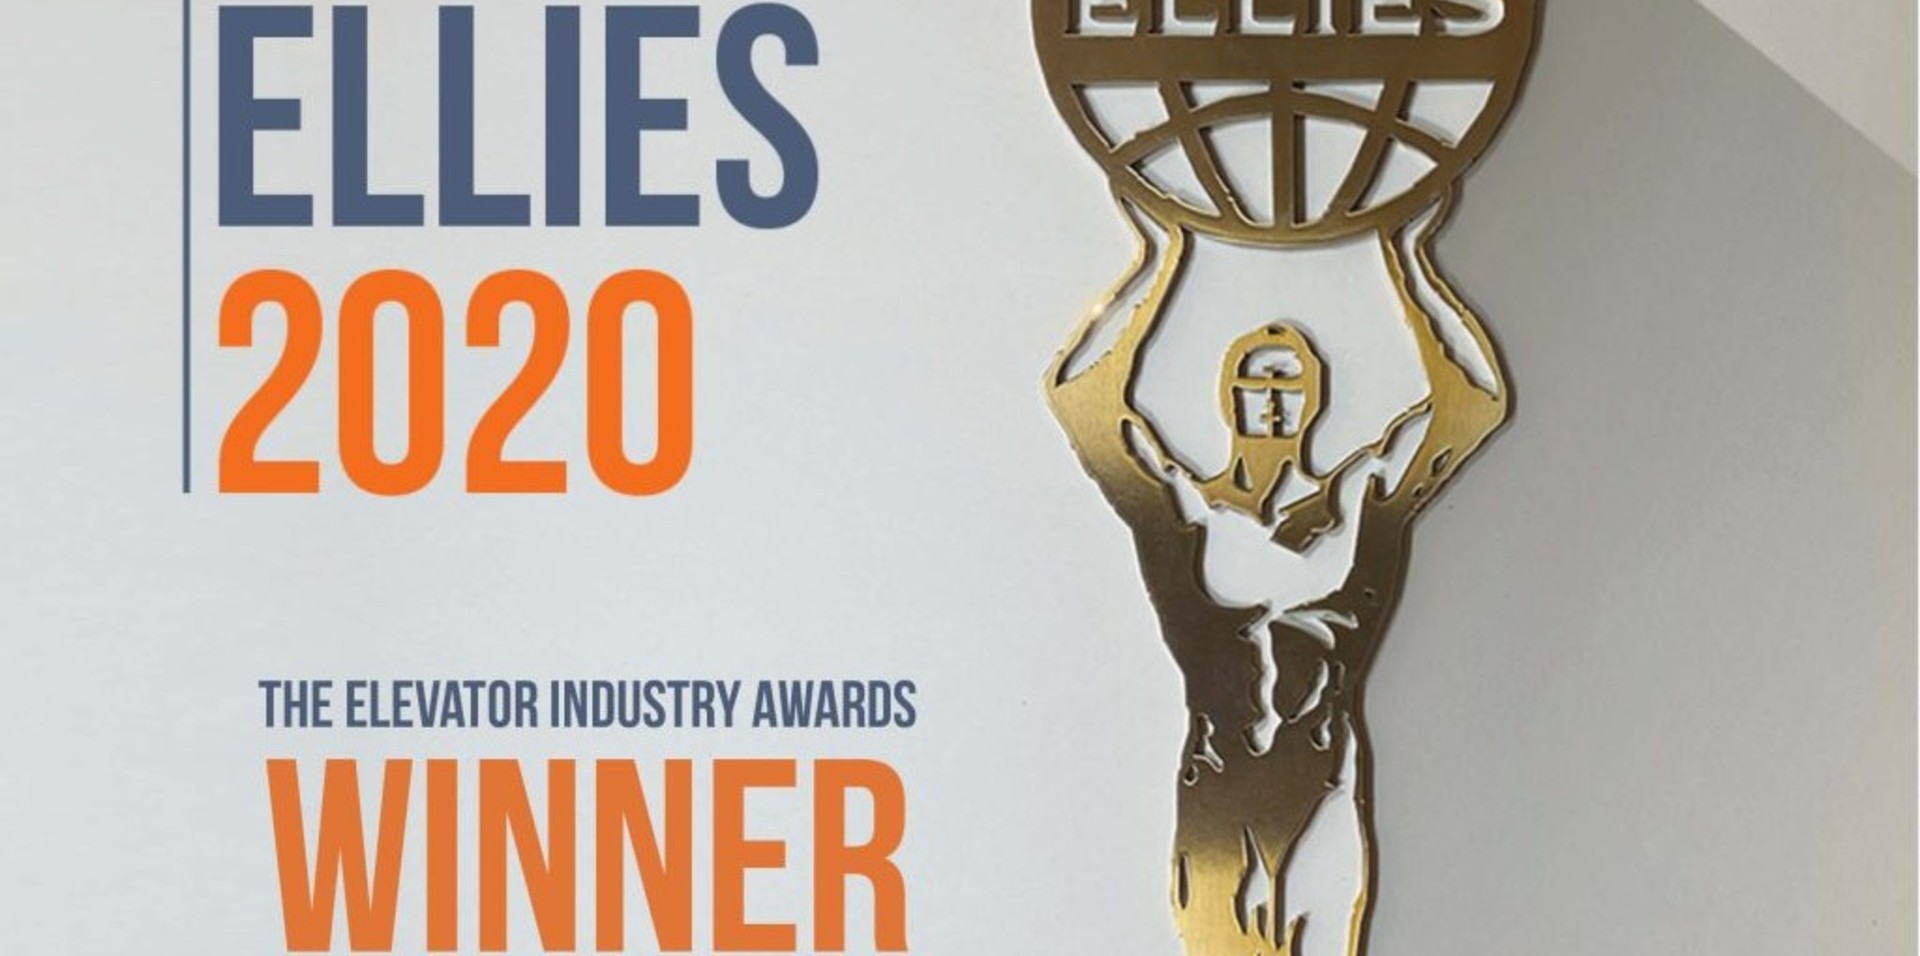 ELLIES
2020
ELLIES
THE ELEVATOR INDUSTRY AWARDS
WINNER